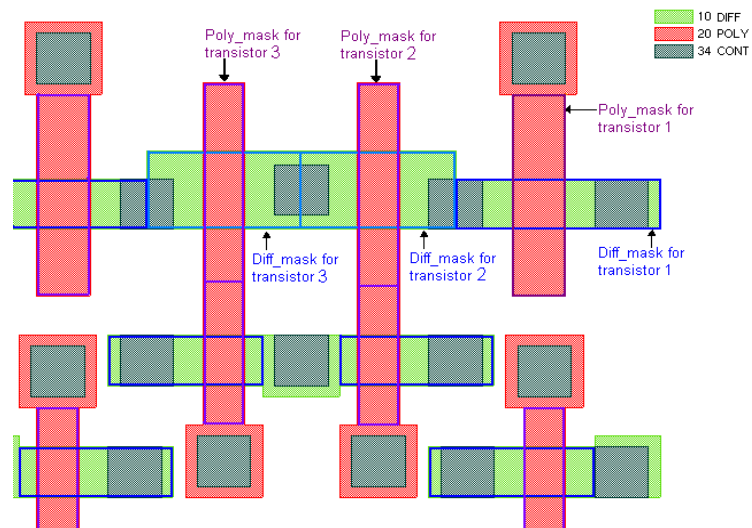 Poly_mask for
transistor 3
Poly_mask for
transistor 2
10 DIFF
20 POLY
34 CONT
Poly_mask for
transistor 1
Diff_mask for
transistor 3
Diff_mask for
transistor 2
Diff_mask for
transistor 1